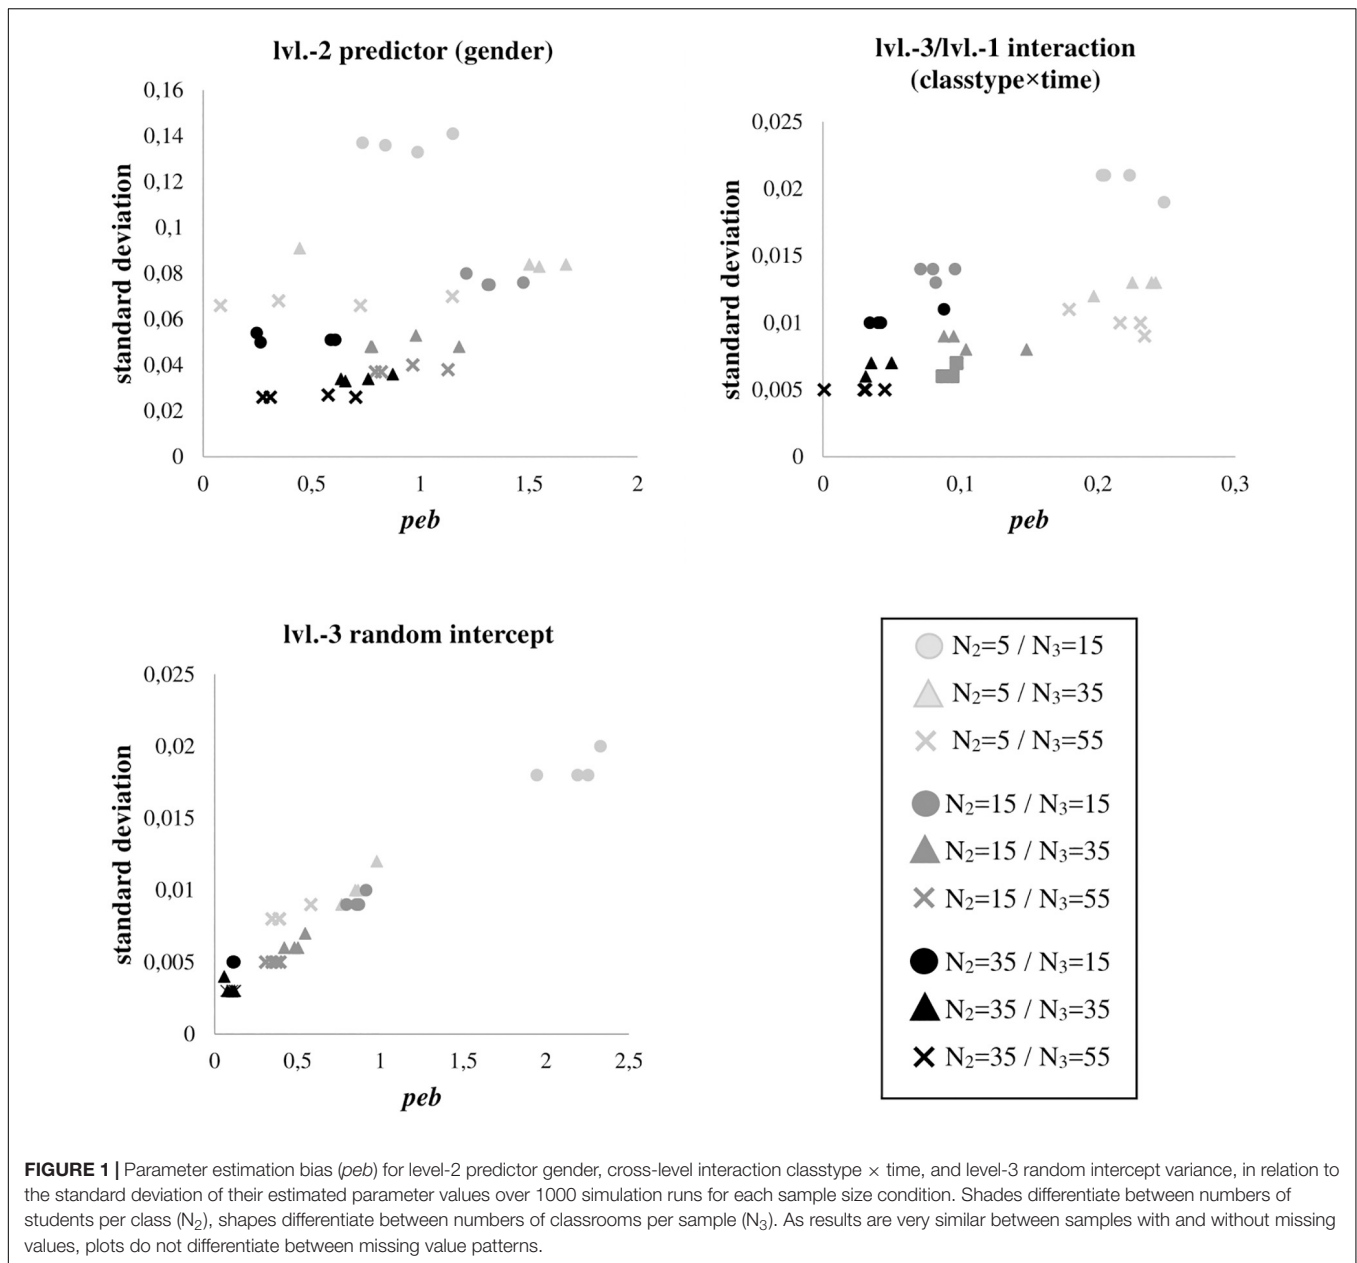 lvl.-2 predictor (gender)
0,16
0,14
0,12
0,1
0,08
0,06
0,04
0,02
0
standard deviation
0 0,5 1 1,5 2
peb
lvl.-3/lvl.-1 interaction
(classtype×time)
0,025
0,02
0,015
0,01
0,005
0
standard deviation
0 0,1 0,2 0,3
peb
lvl.-3 random intercept
0,025
0,02
0,015
0,01
0,005
0
standard deviation
0 0,5 1 1,5 2 2,5
peb
N₂=5 / N₃=15
N₂=5 / N₃=35
N₂=5 / N₃=55
N₂=15 / N₃=15
N₂=15 / N₃=35
N₂=15 / N₃=55
N₂=35 / N₃=15
N₂=35 / N₃=35
N₂=35 / N₃=55
FIGURE 1 | Parameter estimation bias (peb) for level-2 predictor gender, cross-level interaction classtype × time, and level-3 random intercept variance, in relation to
the standard deviation of their estimated parameter values over 1000 simulation runs for each sample size condition. Shades differentiate between numbers of
students per class (N₂), shapes differentiate between numbers of classrooms per sample (N₃). As results are very similar between samples with and without missing
values, plots do not differentiate between missing value patterns.